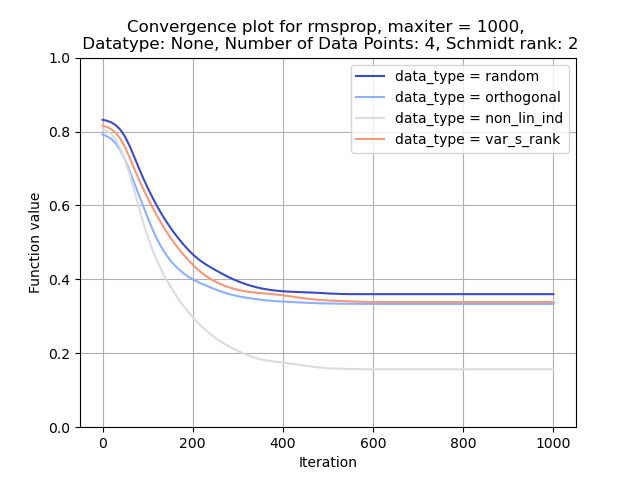 Convergence plot for rmsprop, maxiter = 1000,
Datatype: None, Number of Data Points: 4, Schmidt rank: 2
1.0
0.8
0.6
0.4
0.2
0.0
Function value
data_type = random
data_type = orthogonal
data_type = non_lin_ind
data_type = var_s_rank
0 200 400 600 800 1000
Iteration